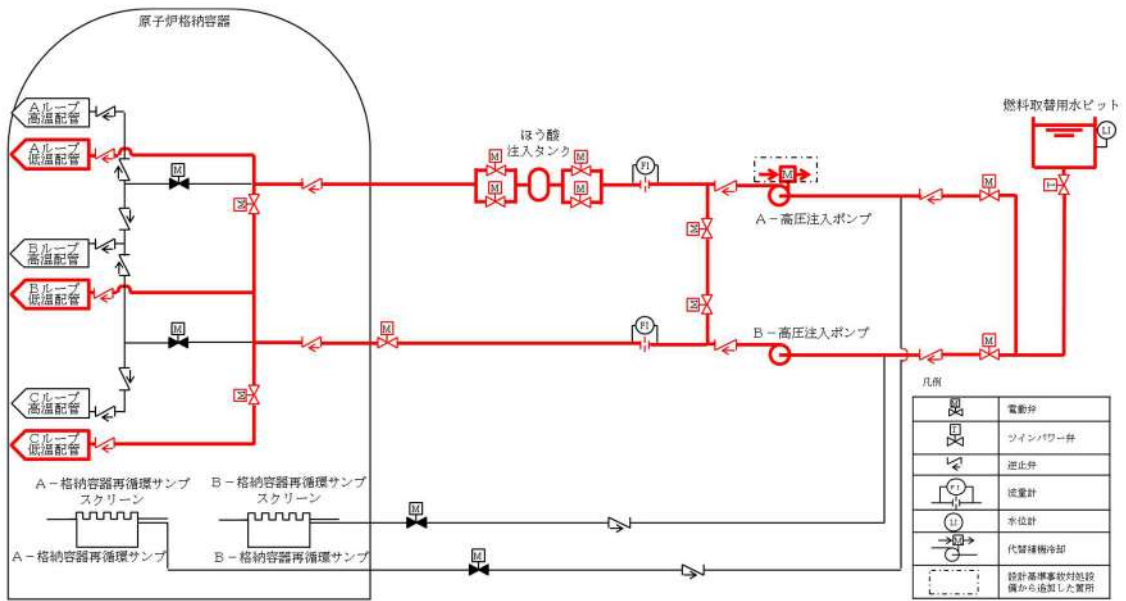 原子炉格納容器
Aループ
高温配管
Aループ
低温配管
Bループ
高温配管
Bループ
低温配管
Cループ
高温配管
Cループ
低温配管
M
M
M
M
ほう酸
注入タンク
M
M
M
M
FI
M
A-高圧注入ポンプ
M
M
M
FI
M
B-高圧注入ポンプ
M
M
燃料取替用水ピット
LI
T
A-格納容器再循環サンプ
スクリーン
A-格納容器再循環サンプ
B-格納容器再循環サンプ
スクリーン
B-格納容器再循環サンプ
M
M
凡例
M
電動弁
T
ツインパワー弁
逆止弁
FI
流量計
LI
水位計
M
代替補機冷却
設計基準事故対処設
備から追加した箇所